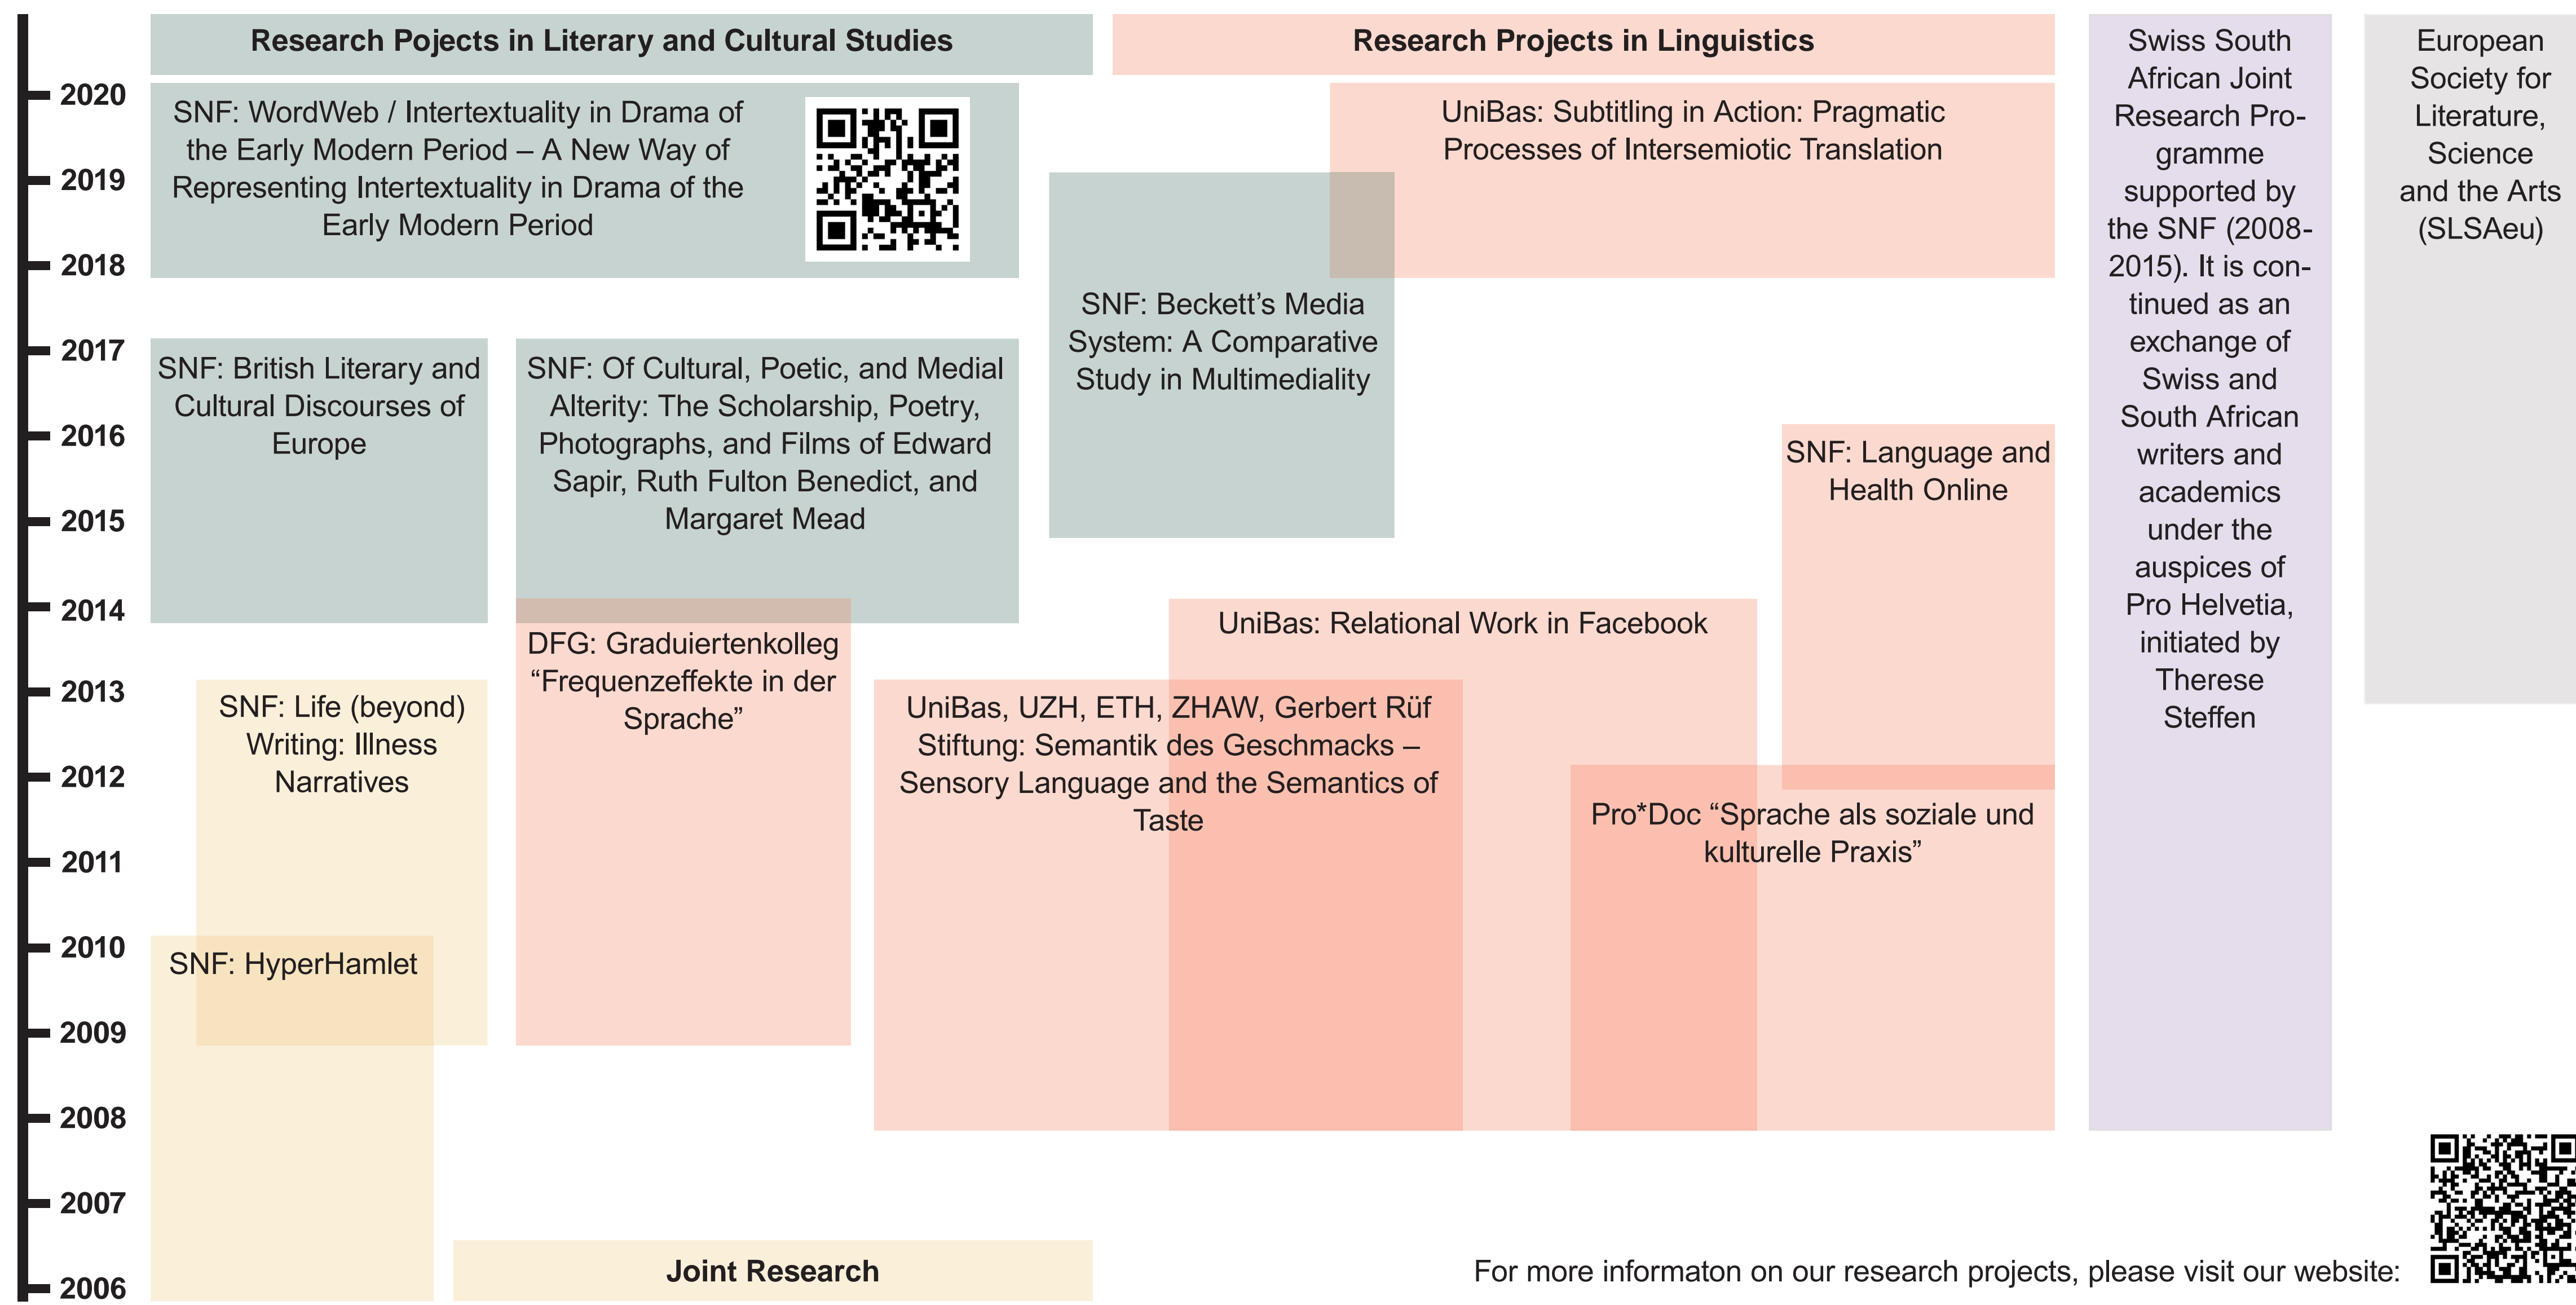 Research Pojects in Literary and Cultural Studies
Research Projects in Linguistics
2020
2019
2018
2017
2016
2015
2014
2013
2012
2011
2010
2009
2008
2007
2006
SNF: WordWeb / Intertextuality in Drama of
the Early Modern Period – A New Way of
Representing Intertextuality in Drama of the
Early Modern Period
UniBas: Subtitling in Action: Pragmatic
Processes of Intersemiotic Translation
SNF: Beckett’s Media
System: A Comparative
Study in Multimediality
SNF: British Literary and
Cultural Discourses of
Europe
SNF: Of Cultural, Poetic, and Medial
Alterity: The Scholarship, Poetry,
Photographs, and Films of Edward
Sapir, Ruth Fulton Benedict, and
Margaret Mead
SNF: Language and
Health Online
DFG: Graduiertenkolleg
“Frequenzeffekte in der
Sprache”
UniBas: Relational Work in Facebook
SNF: Life (beyond)
Writing: Illness
Narratives
UniBas, UZH, ETH, ZHAW, Gerbert Rüf
Stiftung: Semantik des Geschmacks –
Sensory Language and the Semantics of
Taste
Pro*Doc “Sprache als soziale und
kulturelle Praxis”
SNF: HyperHamlet
Swiss South
African Joint
Research Pro-
gramme
supported by
the SNF (2008-
2015). It is con-
tinued as an
exchange of
Swiss and
South African
writers and
academics
under the
auspices of
Pro Helvetia,
initiated by
Therese
Steffen
European
Society for
Literature,
Science
and the Arts
(SLSAeu)
Joint Research
For more informaton on our research projects, please visit our website: